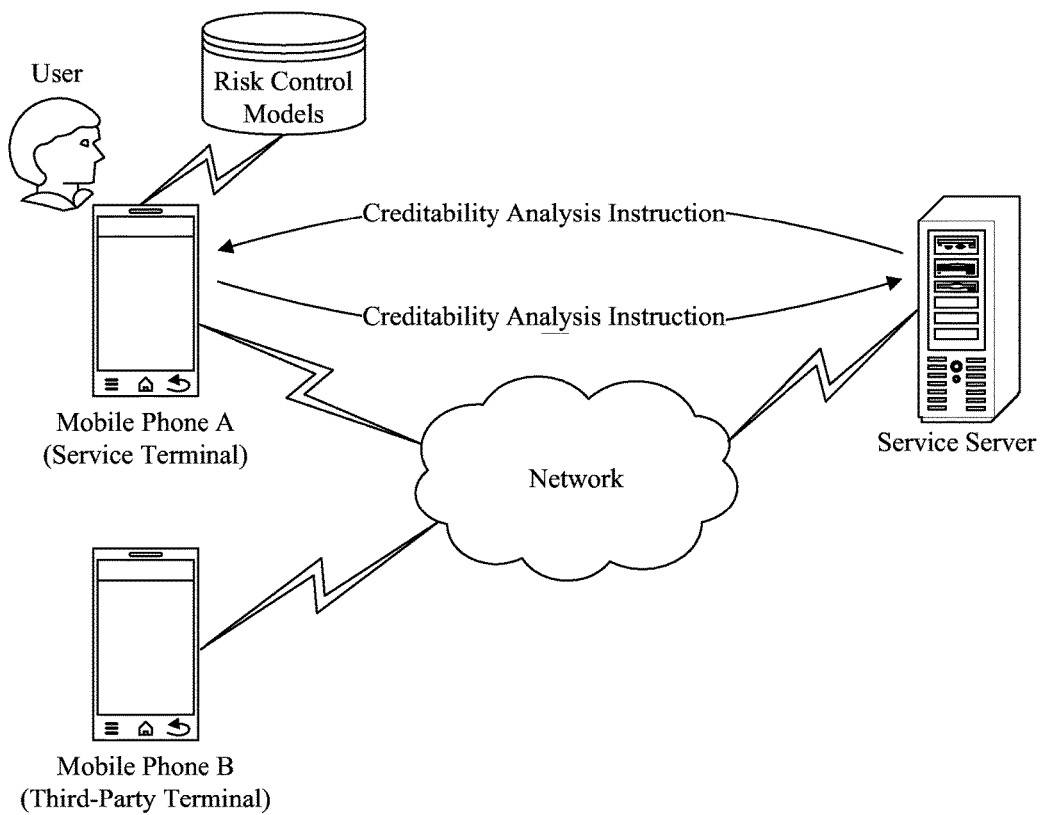 User
Risk Control
Models
Creditability Analysis Instruction
Creditability Analysis Instruction
Mobile Phone A
(Service Terminal)
Service Server
Network
Mobile Phone B
(Third-Party Terminal)